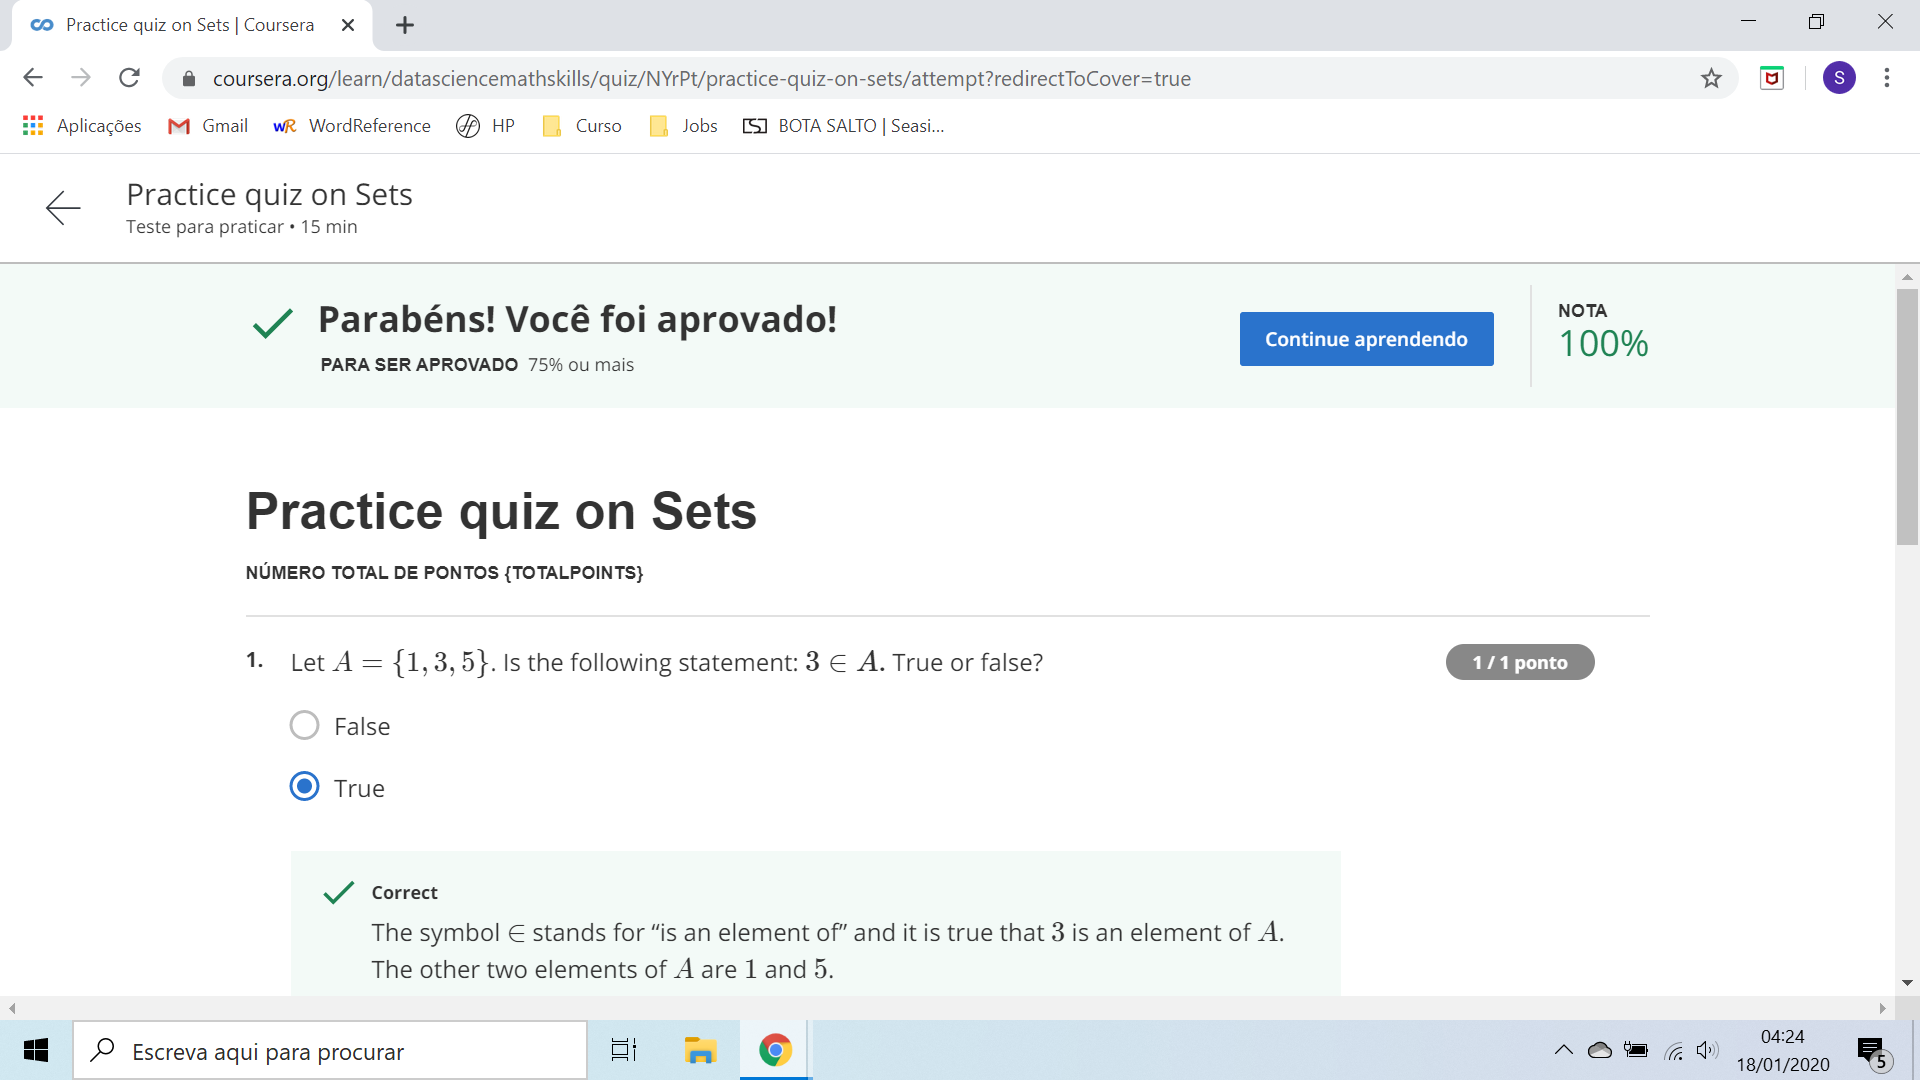 Practice quiz on Sets | Coursera
coursera.org/learn/datasciencemathskills/quiz/NYrPt/practice-quiz-on-sets/attempt?redirectToCover=true
S
Aplicações Gmail WordReference HP Curso Jobs BOTA SALTO | Seasi...
Practice quiz on Sets
Teste para praticar • 15 min
Parabéns! Você foi aprovado!
PARA SER APROVADO 75% ou mais
Continue aprendendo
NOTA
100%
Practice quiz on Sets
NÚMERO TOTAL DE PONTOS {TOTALPOINTS}
1. Let A = {1, 3, 5}. Is the following statement: 3 ∈ A. True or false?
1 / 1 ponto
False
True
Correct
The symbol ∈ stands for “is an element of” and it is true that 3 is an element of A.
The other two elements of A are 1 and 5.
Escreva aqui para procurar
04:24
18/01/2020
5